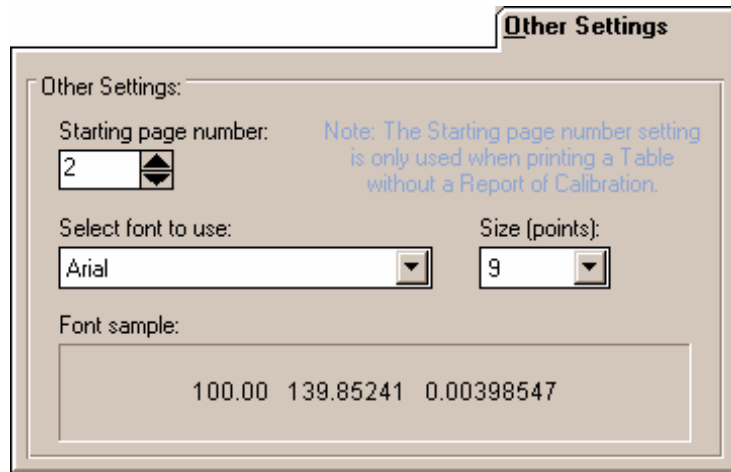 Other Settings
Other Settings:
Starting page number:
2
Note: The Starting page number setting
is only used when printing a Table
without a Report of Calibration.
Select font to use:
Arial
Size (points):
9
Font sample:
100.00 139.85241 0.00398547